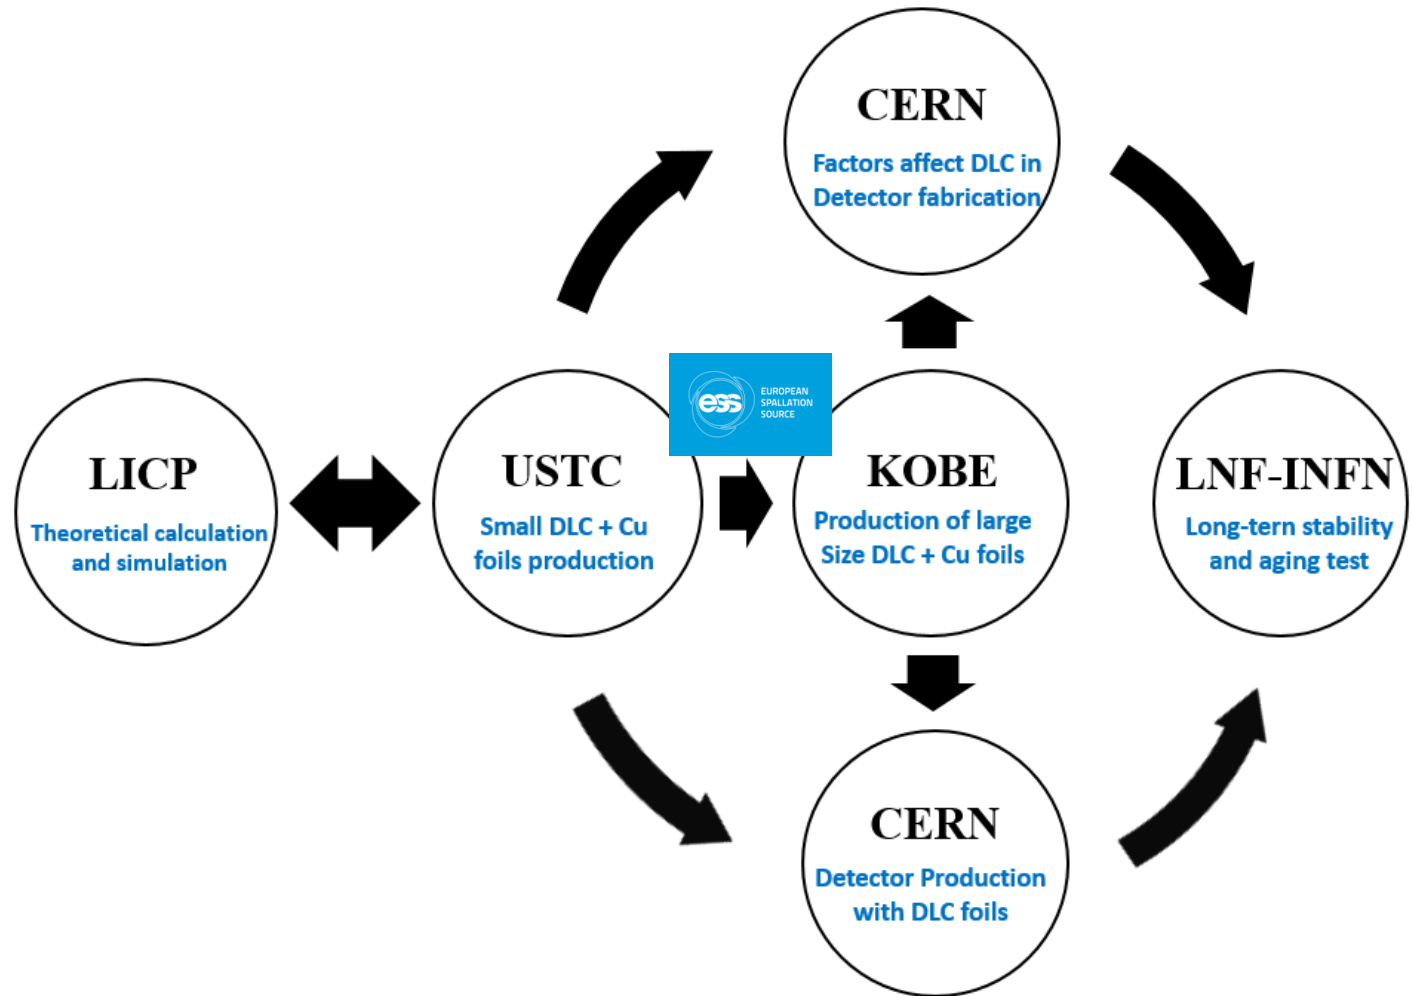 CERN
Factors affect DLC in
Detector fabrication
ess
EUROPEAN
SPALLATION
SOURCE
LICP
Theoretical calculation
and simulation
USTC
Small DLC + Cu
foils production
KOBE
Production of large
Size DLC + Cu foils
LNF-INFN
Long-tern stability
and aging test
CERN
Detector Production
with DLC foils